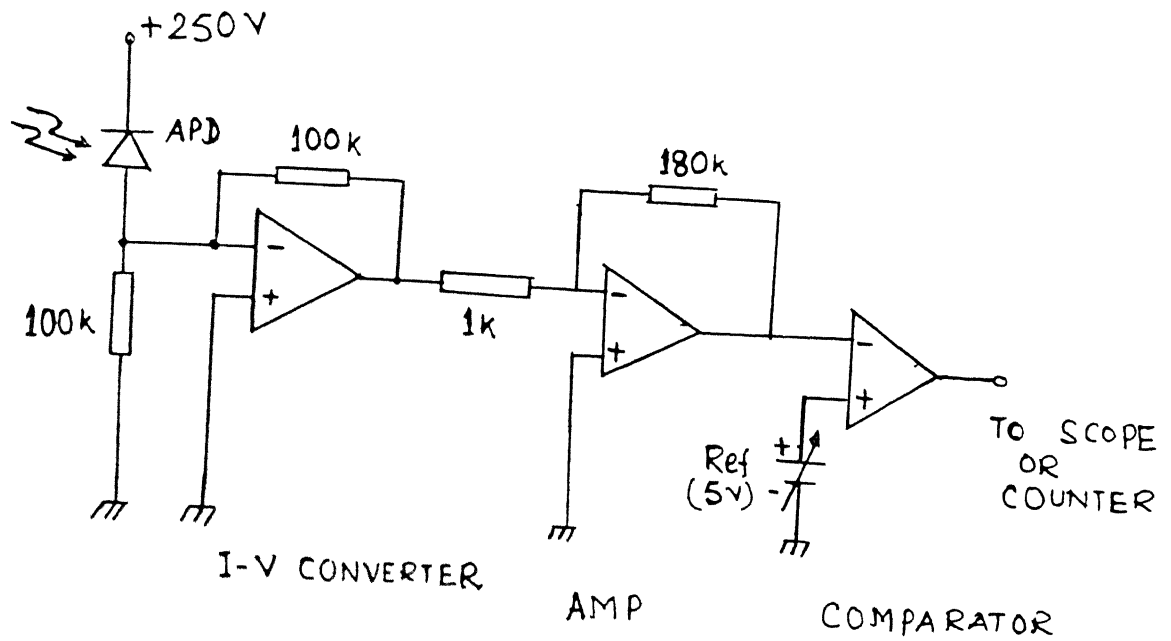 +250V
APD
100k
180k
-
+
100k
1k
-
+
-
+
Ref
(5v)
+
-
TO SCOPE
OR
COUNTER
I-V CONVERTER
AMP
COMPARATOR